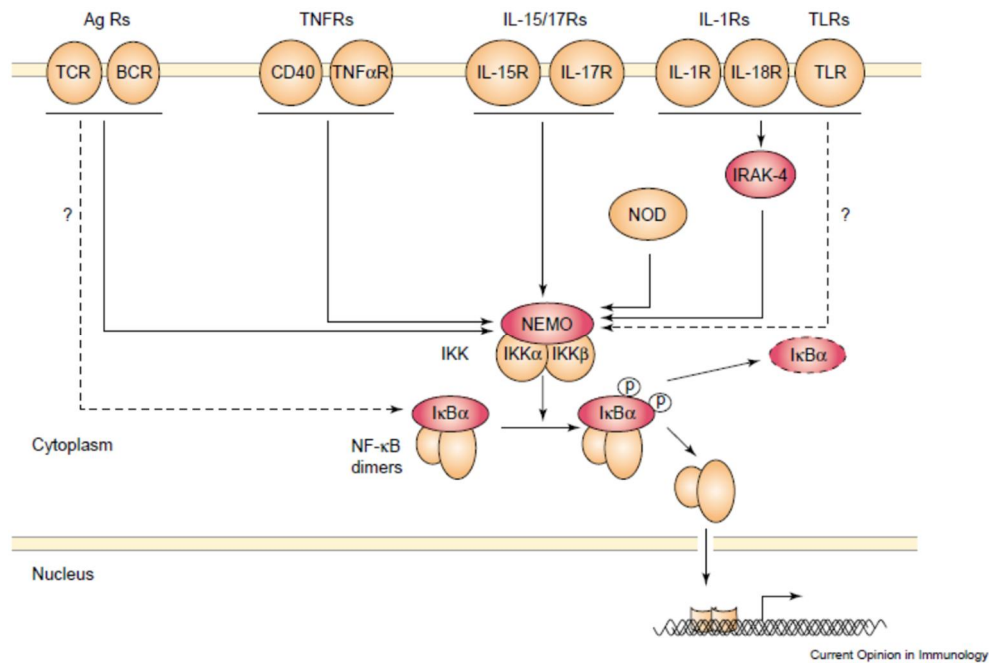 Ag Rs
TNFRs
IL-15/17Rs
IL-1Rs
TLRs
TCR
BCR
CD40
TNFαR
IL-15R
IL-17R
IL-1R
IL-18R
TLR
IRAK-4
?
NOD
?
NEMO
IKK
IKKα
IKKβ
IκBα
P
P
IκBα
IκBα
Cytoplasm
NF-κB
dimers
Nucleus
Current Opinion in Immunology